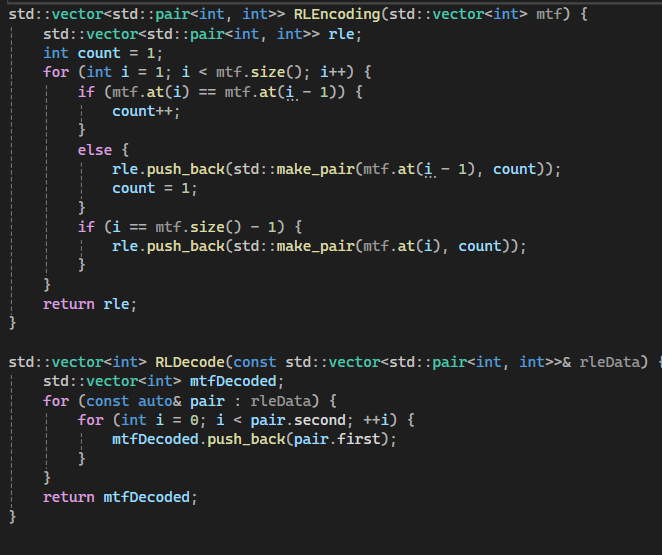 std::vector<std::pair<int, int>> RLEncoding(std::vector<int> mtf) {
    std::vector<std::pair<int, int>> rle;
    int count = 1;
    for (int i = 1; i < mtf.size(); i++) {
        if (mtf.at(i) == mtf.at(i - 1)) {
            count++;
        }
        else {
            rle.push_back(std::make_pair(mtf.at(i - 1), count));
            count = 1;
        }
        if (i == mtf.size() - 1) {
            rle.push_back(std::make_pair(mtf.at(i), count));
        }
    }
    return rle;
}

std::vector<int> RLDecode(const std::vector<std::pair<int, int>>& rleData) {
    std::vector<int> mtfDecoded;
    for (const auto& pair : rleData) {
        for (int i = 0; i < pair.second; ++i) {
            mtfDecoded.push_back(pair.first);
        }
    }
    return mtfDecoded;
}